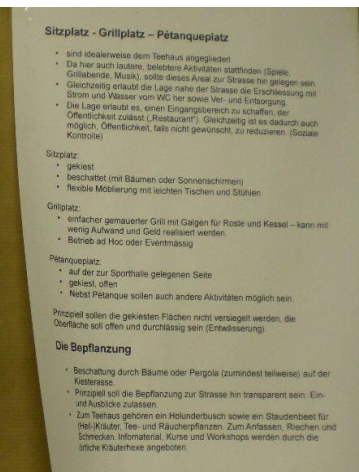 Sitzplatz - Grillplatz – Pétanqueplatz
• sind idealerweise dem Teehaus angegliedert
• Da hier auch lautere, belebtere Aktivitäten stattfinden (Spiele,
Grillabende, Musik), sollte dieses Areal zur Strasse hin gelegen sein.
• Gleichzeitig erlaubt die Lage nahe der Strasse die Erschliessung mit
Strom und Wasser vom WC her sowie Ver- und Entsorgung.
• Die Lage erlaubt es, einen Eingangsbereich zu schaffen, der
Öffentlichkeit zulässt („Restaurant“). Gleichzeitig ist es dadurch auch
möglich, Öffentlichkeit, falls nicht gewünscht, zu reduzieren. (Soziale
Kontrolle)
Sitzplatz:
• gekiest
• beschattet (mit Bäumen oder Sonnenschirmen)
• flexible Möblierung mit leichten Tischen und Stühlen
Grillplatz:
• einfacher gemauerter Grill mit Galgen für Roste und Kessel – kann mit
wenig Aufwand und Geld realisiert werden.
• Betrieb ad Hoc oder Eventmässig
Pétanqueplatz:
• auf der zur Sporthalle gelegenen Seite
• gekiest, offen
• Nebst Pétanque sollen auch andere Aktivitäten möglich sein.
Prinzipiell sollen die gekiesten Flächen nicht versiegelt werden, die
Oberfläche soll offen und durchlässig sein (Entwässerung).
Die Bepflanzung
• Beschattung durch Bäume oder Pergola (zumindest teilweise) auf der
Kiesterasse.
• Prinzipiell soll die Bepflanzung zur Strasse hin transparent sein. Ein-
und Ausblicke zulassen.
• Zum Teehaus gehören ein Holunderbusch sowie ein Staudenbeet für
(Heil-)Kräuter, Tee- und Räucherpflanzen. Zum Anfassen, Riechen und
Schmecken. Infomaterial, Kurse und Workshops werden durch die
örtliche Kräuterhexe angeboten.